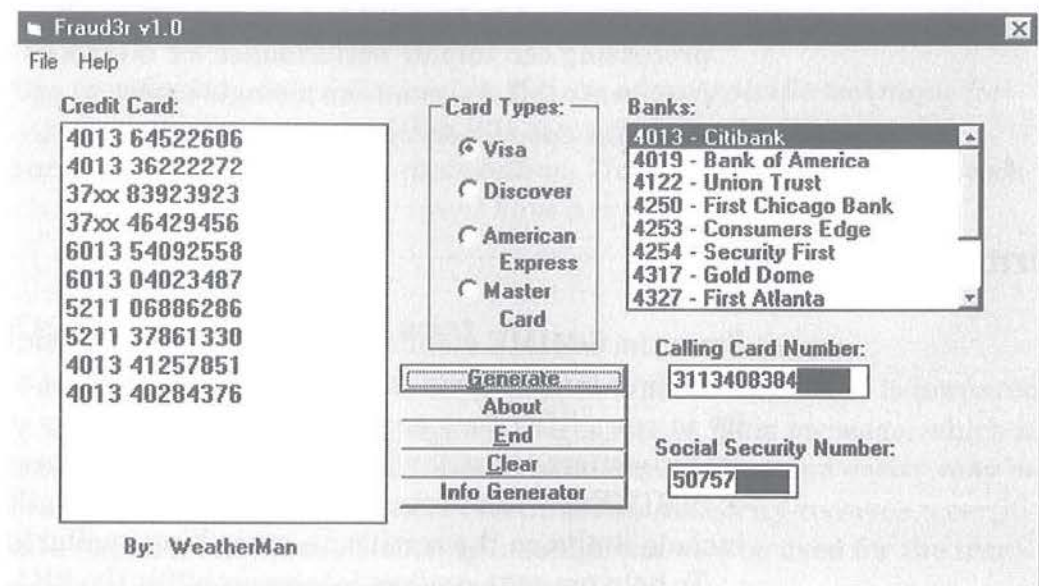 Fraud3r v1.0
File Help
Credit Card:
4013 64522606
4013 36222272
37xx 83923923
37xx 46429456
6013 54092558
6013 04023487
5211 06886286
5211 37861330
4013 41257851
4013 40284376
By: WeatherMan
Card Types:
Visa
Discover
American
Express
Master
Card
Generate
About
End
Clear
Info Generator
Banks:
4013 - Citibank
4019 - Bank of America
4122 - Union Trust
4250 - First Chicago Bank
4253 - Consumers Edge
4254 - Security First
4317 - Gold Dome
4327 - First Atlanta
Calling Card Number:
3113408384
Social Security Number:
50757